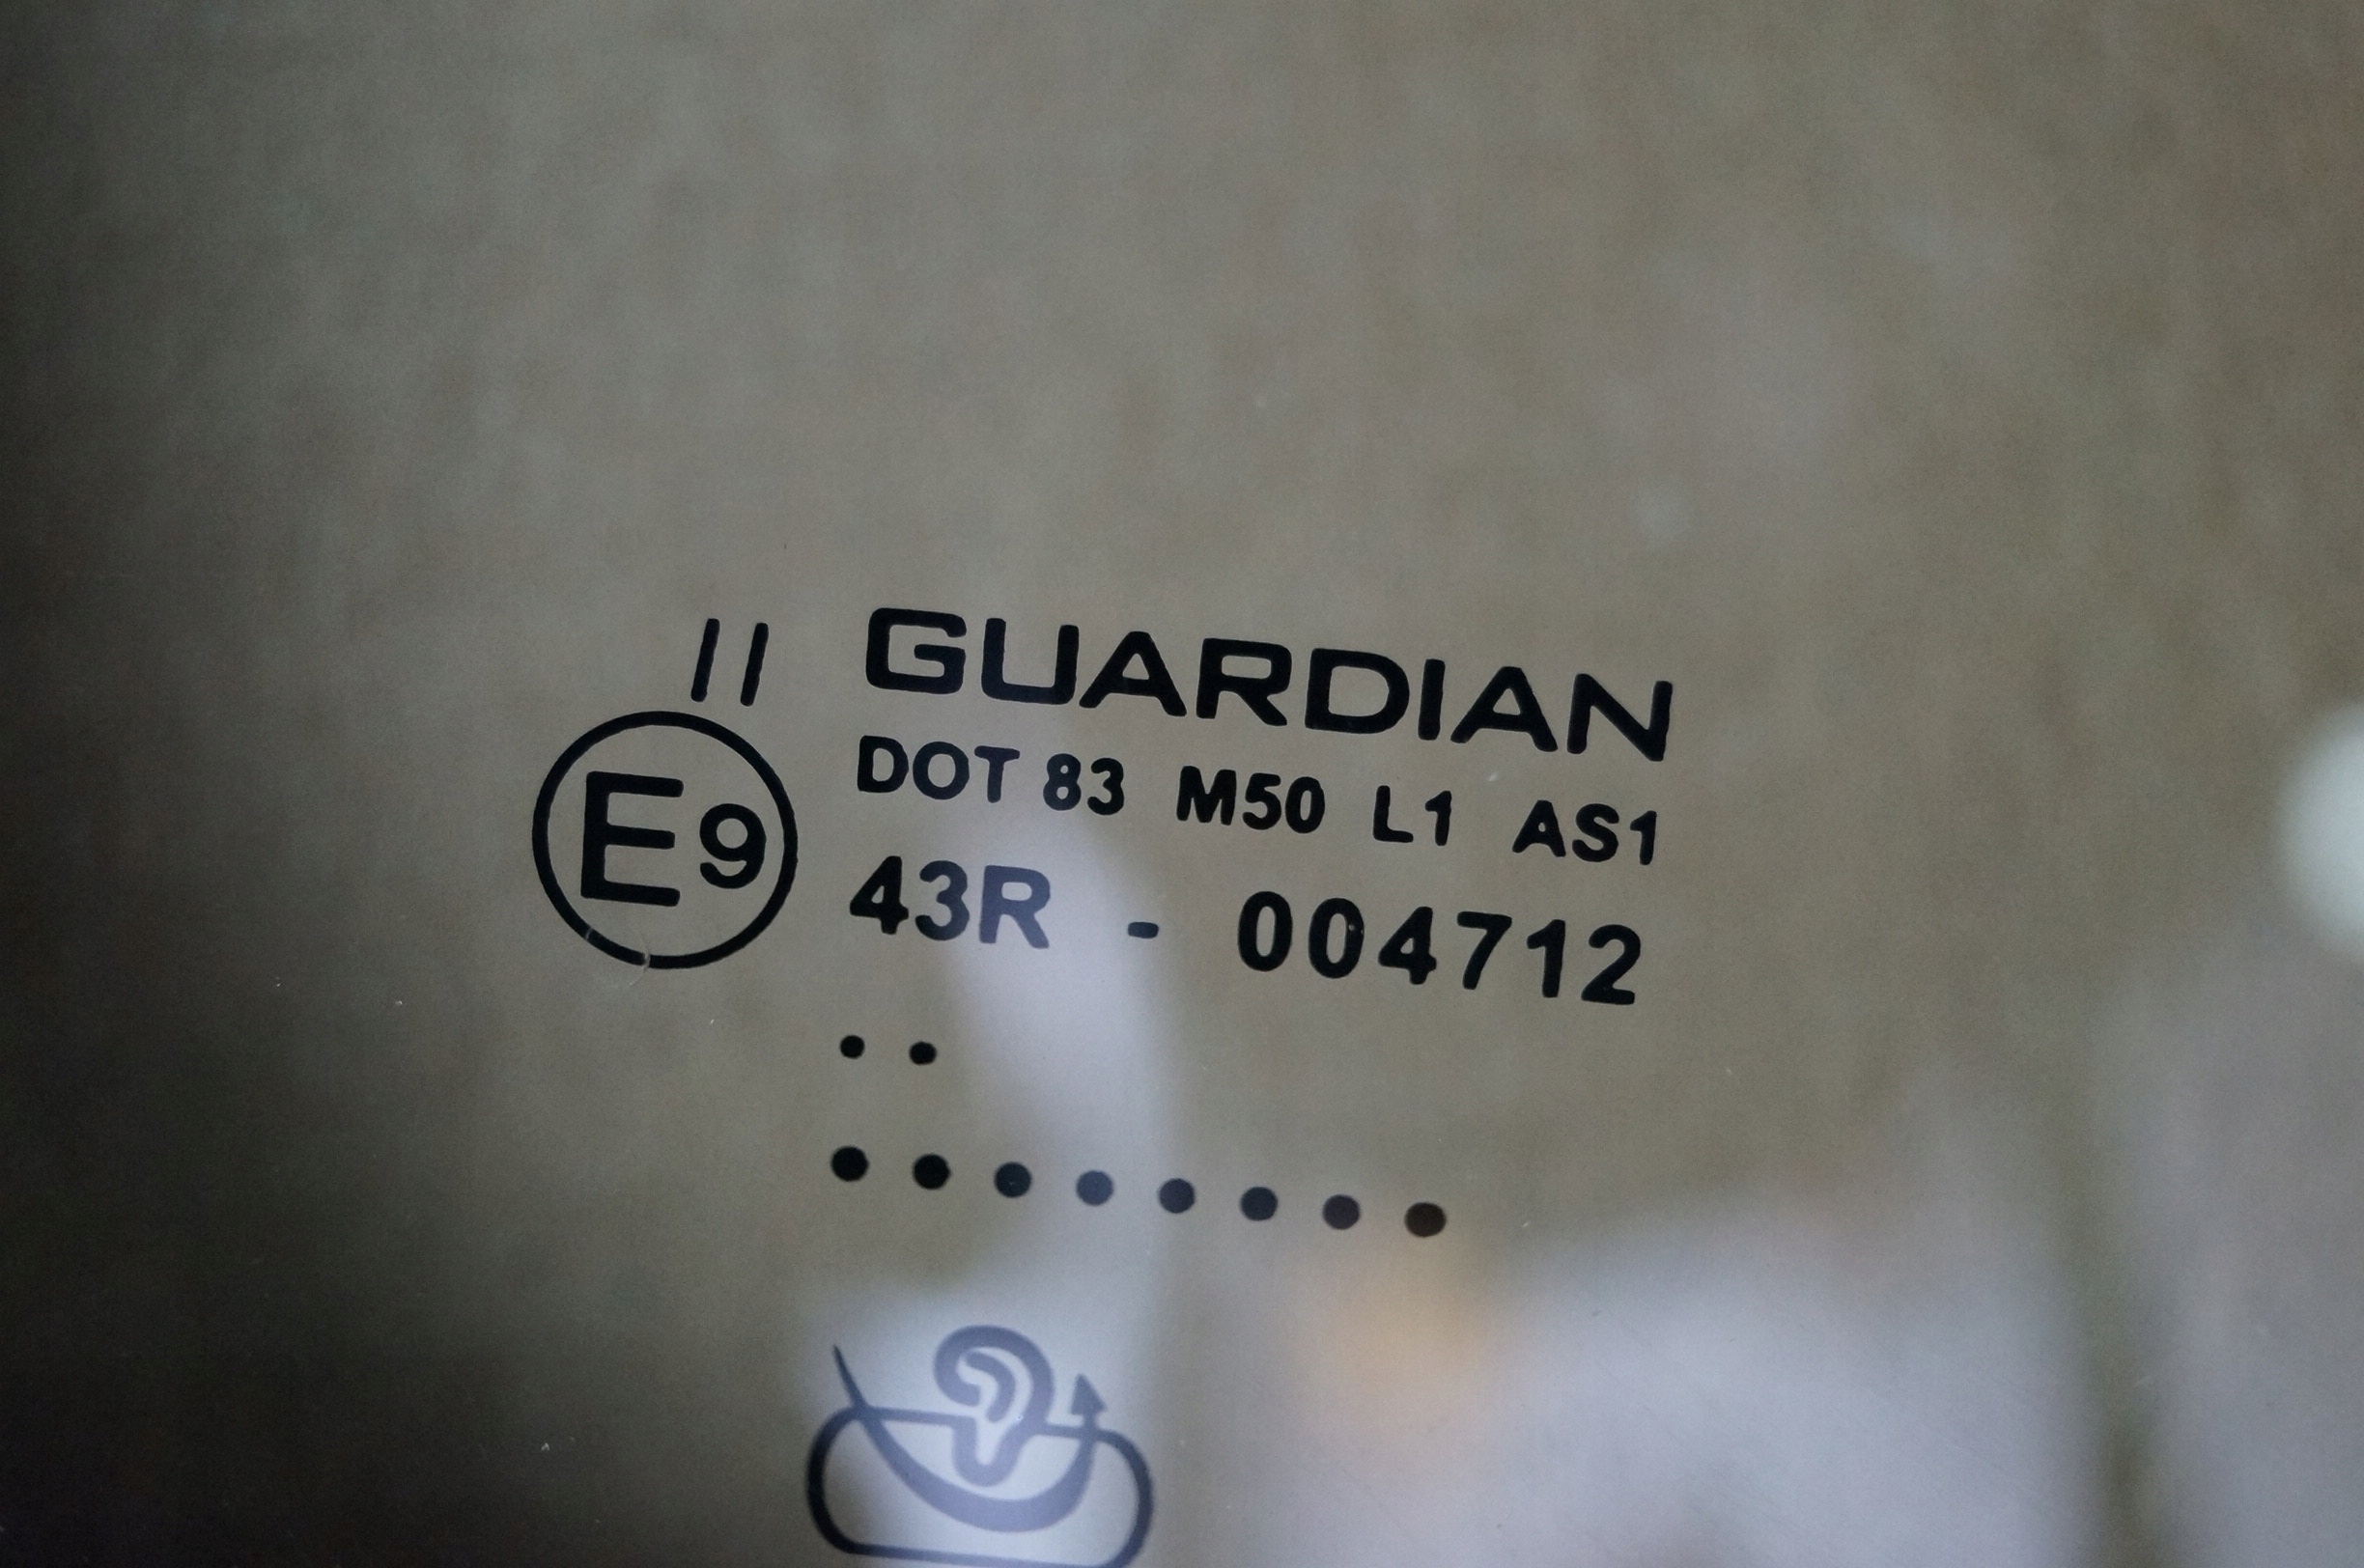 II GUARDIAN
E9 DOT 83 M50 L1 AS1
43R - 004712